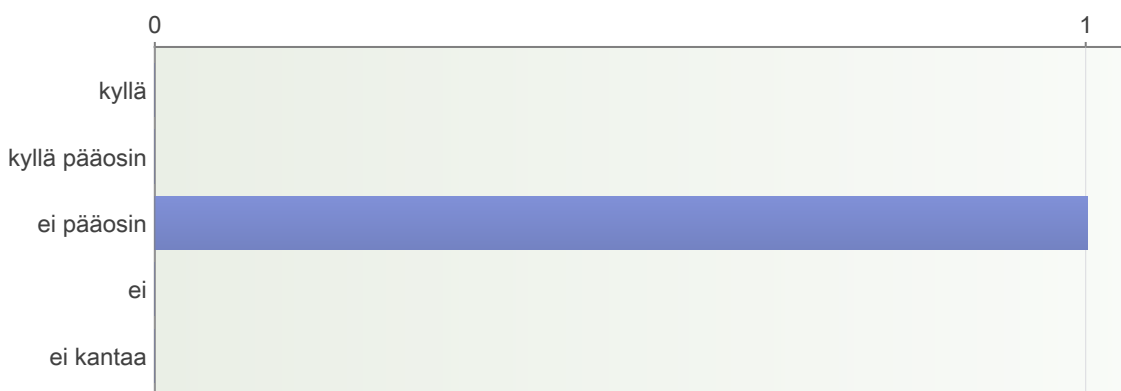 0 1
kyllä
kyllä pääosin
ei pääosin
ei
ei kantaa